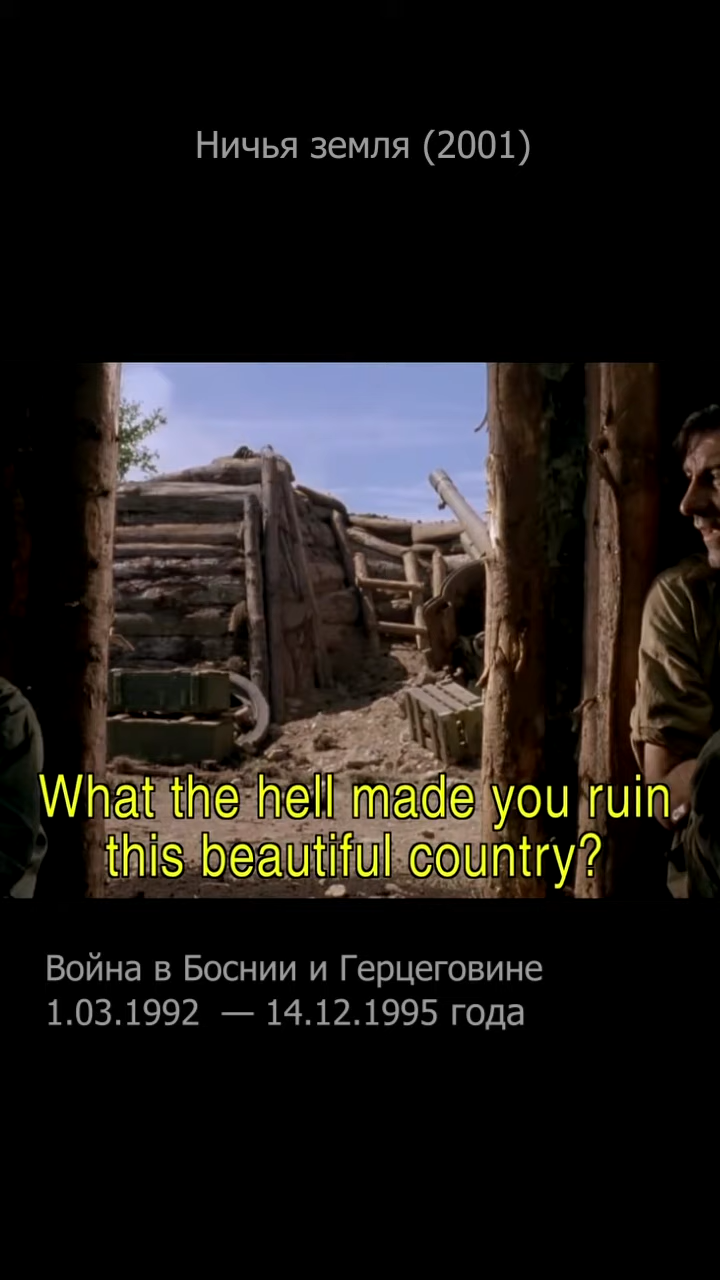 Ничья земля (2001)
What the hell made you ruin
this beautiful country?
Война в Боснии и Герцеговине
1.03.1992 — 14.12.1995 года